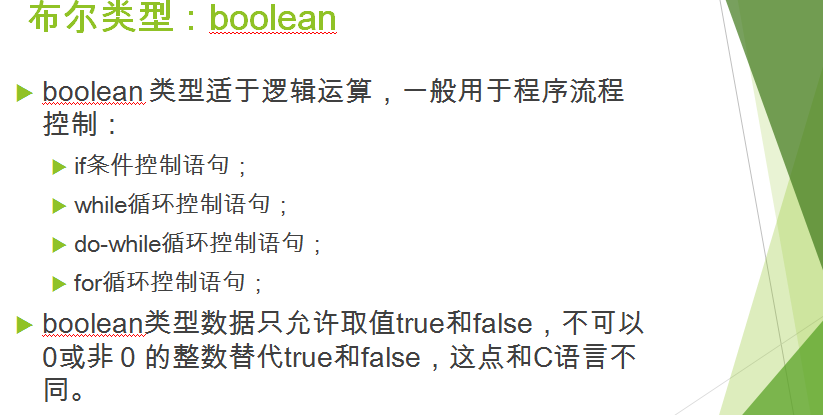 布尔类型：boolean
boolean 类型适于逻辑运算，一般用于程序流程
控制：
if条件控制语句；
while循环控制语句；
do-while循环控制语句；
for循环控制语句；
boolean类型数据只允许取值true和false，不可以
0或非 0 的整数替代true和false，这点和C语言不
同。